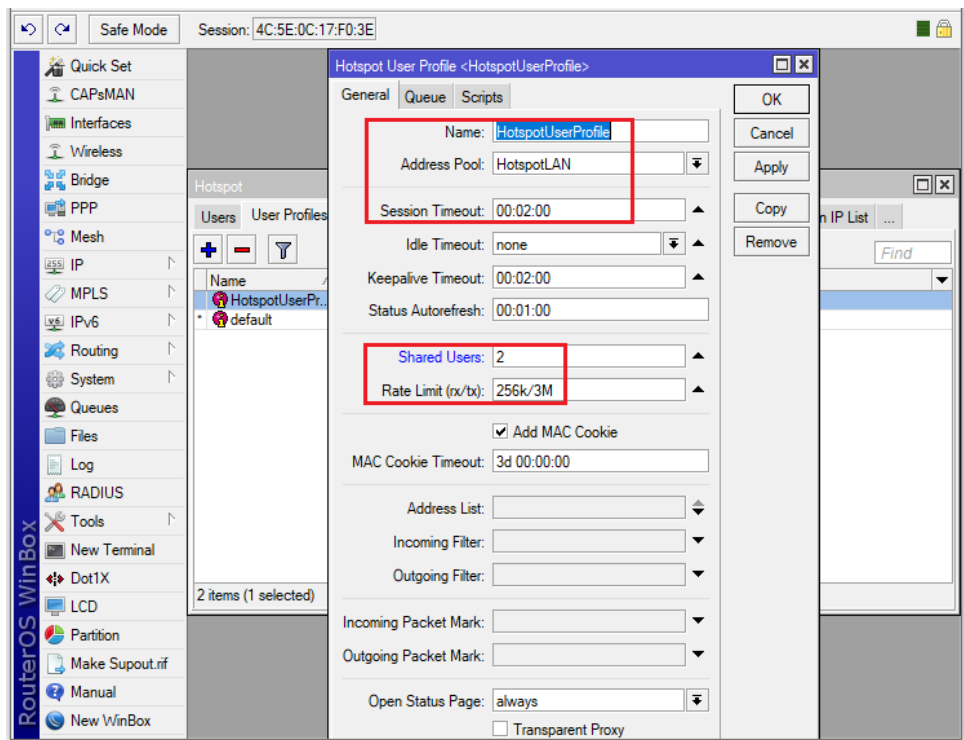 Safe Mode Session: 4C:5E:0C:17:F0:3E
RouterOS WinBox
Quick Set
CAPsMAN
Interfaces
Wireless
Bridge
PPP
Mesh
255 IP
MPLS
v6 IPv6
Routing
System
Queues
Files
Log
RADIUS
Tools
New Terminal
Dot1X
LCD
Partition
Make Supout.rif
Manual
New WinBox
Hotspot
Users User Profiles
n IP List ...
Find
Name
HotspotUserPr..
* default
2 items (1 selected)
Hotspot User Profile <HotspotUserProfile>
General Queue Scripts
Name: HotspotUserProfile
Address Pool: HotspotLAN
Session Timeout: 00:02:00
Idle Timeout: none
Keepalive Timeout: 00:02:00
Status Autorefresh: 00:01:00
Shared Users: 2
Rate Limit (rx/tx): 256k/3M
Add MAC Cookie
MAC Cookie Timeout: 3d 00:00:00
Address List:
Incoming Filter:
Outgoing Filter:
Incoming Packet Mark:
Outgoing Packet Mark:
Open Status Page: always
Transparent Proxy
OK
Cancel
Apply
Copy
Remove